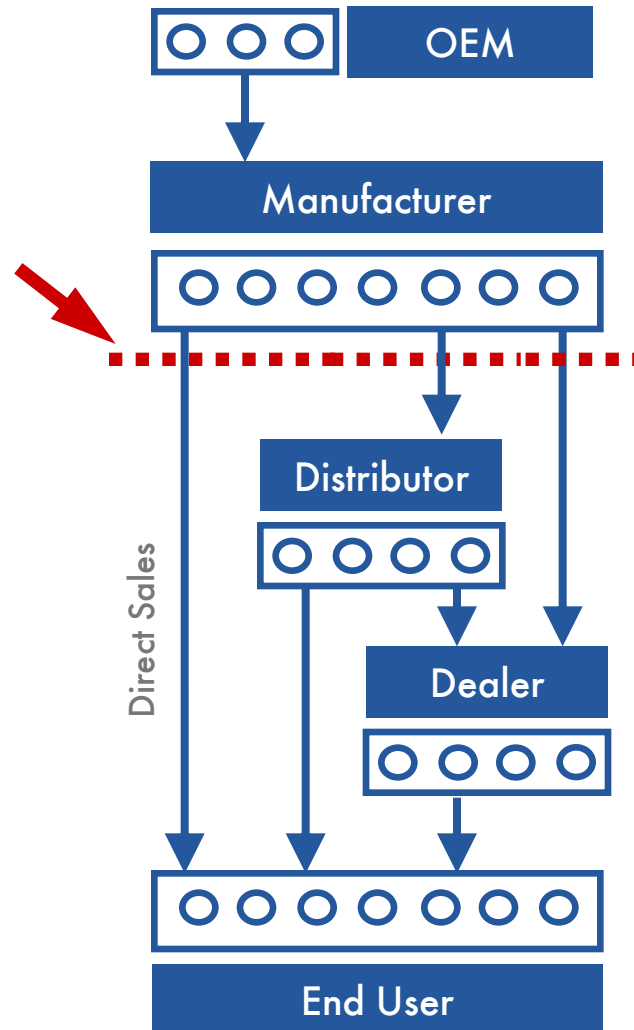 OEM
Manufacturer
Distributor
Direct Sales
Dealer
End User